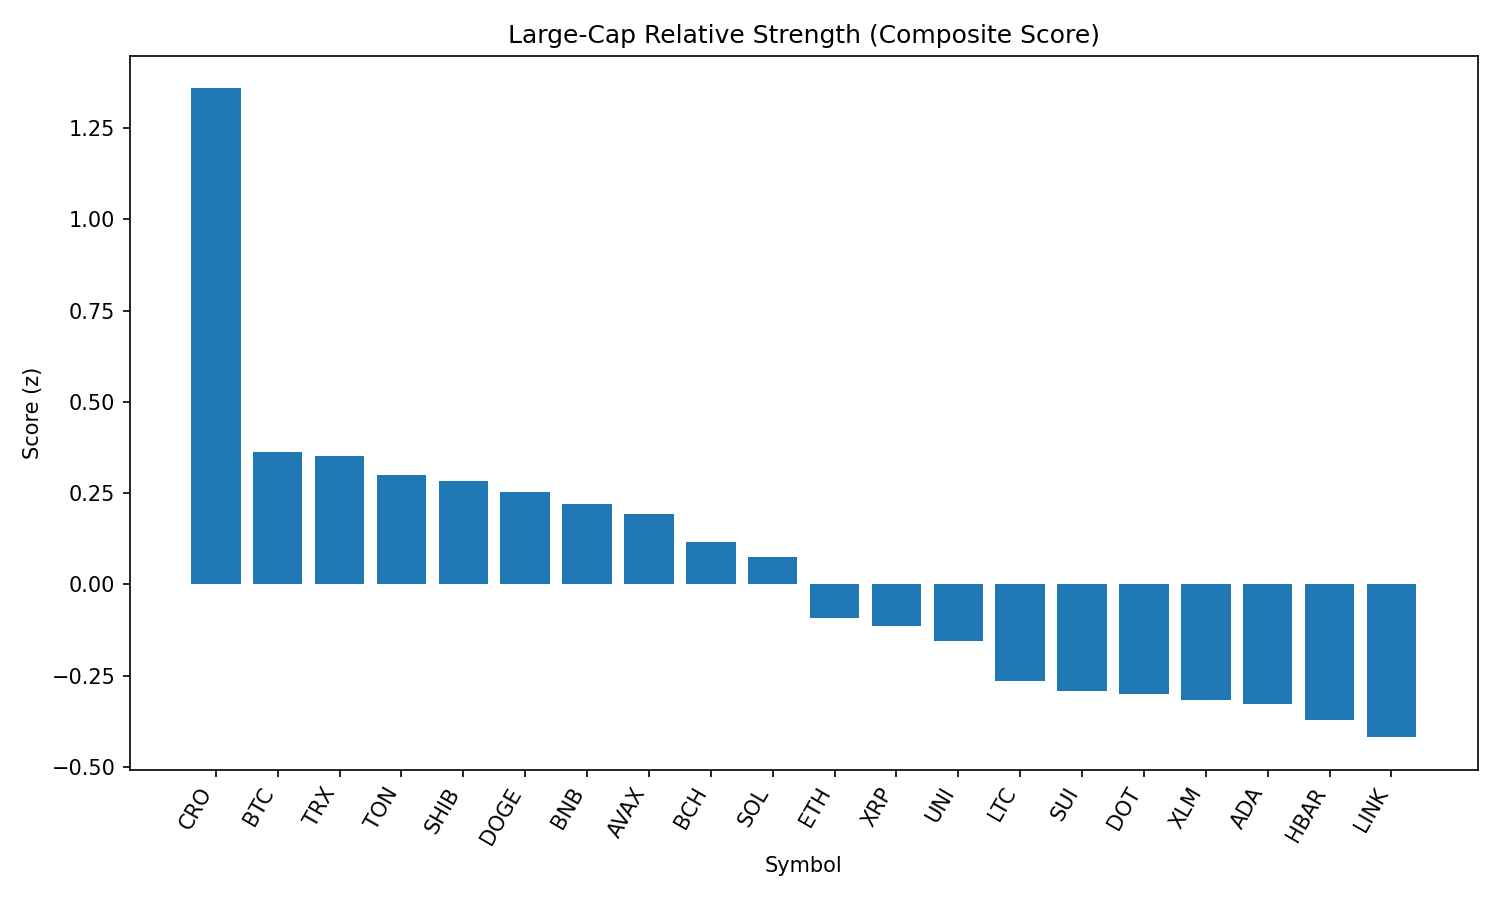 Large-Cap Relative Strength (Composite Score)
Score (z)
1.25
1.00
0.75
0.50
0.25
0.00
−0.25
−0.50
CRO BTC TRX TON SHIB DOGE BNB AVAX BCH SOL ETH XRP UNI LTC SUI DOT XLM ADA HBAR LINK
Symbol